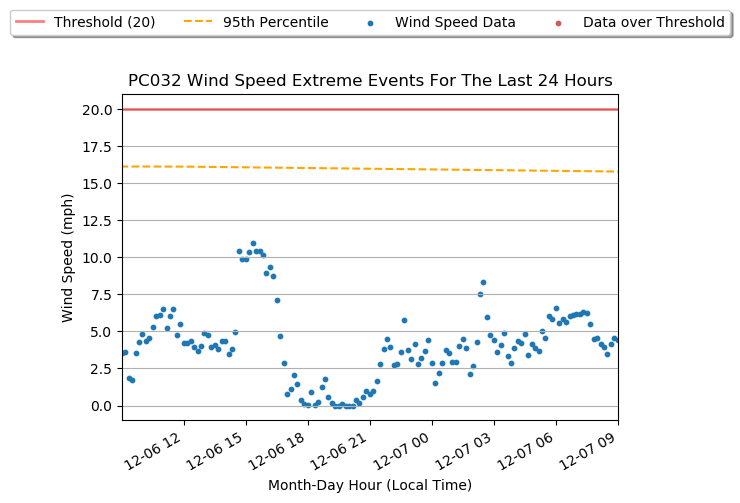 Threshold (20) 95th Percentile Wind Speed Data Data over Threshold
PC032 Wind Speed Extreme Events For The Last 24 Hours
20.0
17.5
15.0
12.5
10.0
7.5
5.0
2.5
0.0
Wind Speed (mph)
12-06 12 12-06 15 12-06 18 12-06 21 12-07 00 12-07 03 12-07 06 12-07 09
Month-Day Hour (Local Time)